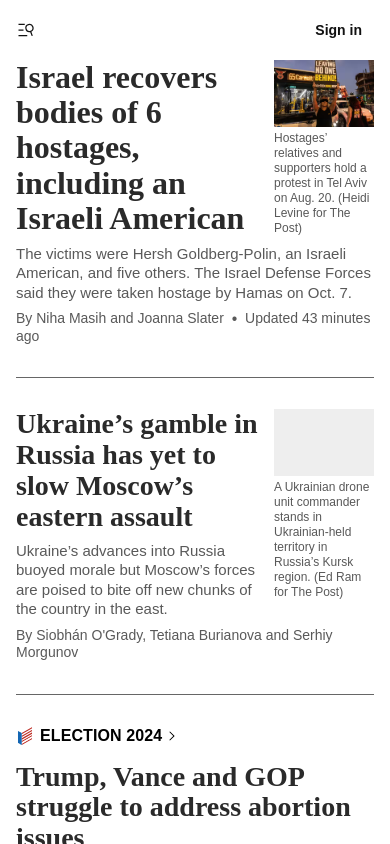 Sign in
Israel recovers
bodies of 6
hostages,
including an
Israeli American
Hostages'
relatives and
supporters hold a
protest in Tel Aviv
on Aug. 20. (Heidi
Levine for The
Post)
The victims were Hersh Goldberg-Polin, an Israeli
American, and five others. The Israel Defense Forces
said they were taken hostage by Hamas on Oct. 7.
By Niha Masih and Joanna Slater • Updated 43 minutes
ago
Ukraine’s gamble in
Russia has yet to
slow Moscow’s
eastern assault
A Ukrainian drone
unit commander
stands in
Ukrainian-held
territory in
Russia’s Kursk
region. (Ed Ram
for The Post)
Ukraine’s advances into Russia
buoyed morale but Moscow’s forces
are poised to bite off new chunks of
the country in the east.
By Siobhán O'Grady, Tetiana Burianova and Serhiy
Morgunov
ELECTION 2024
Trump, Vance and GOP
struggle to address abortion
issues